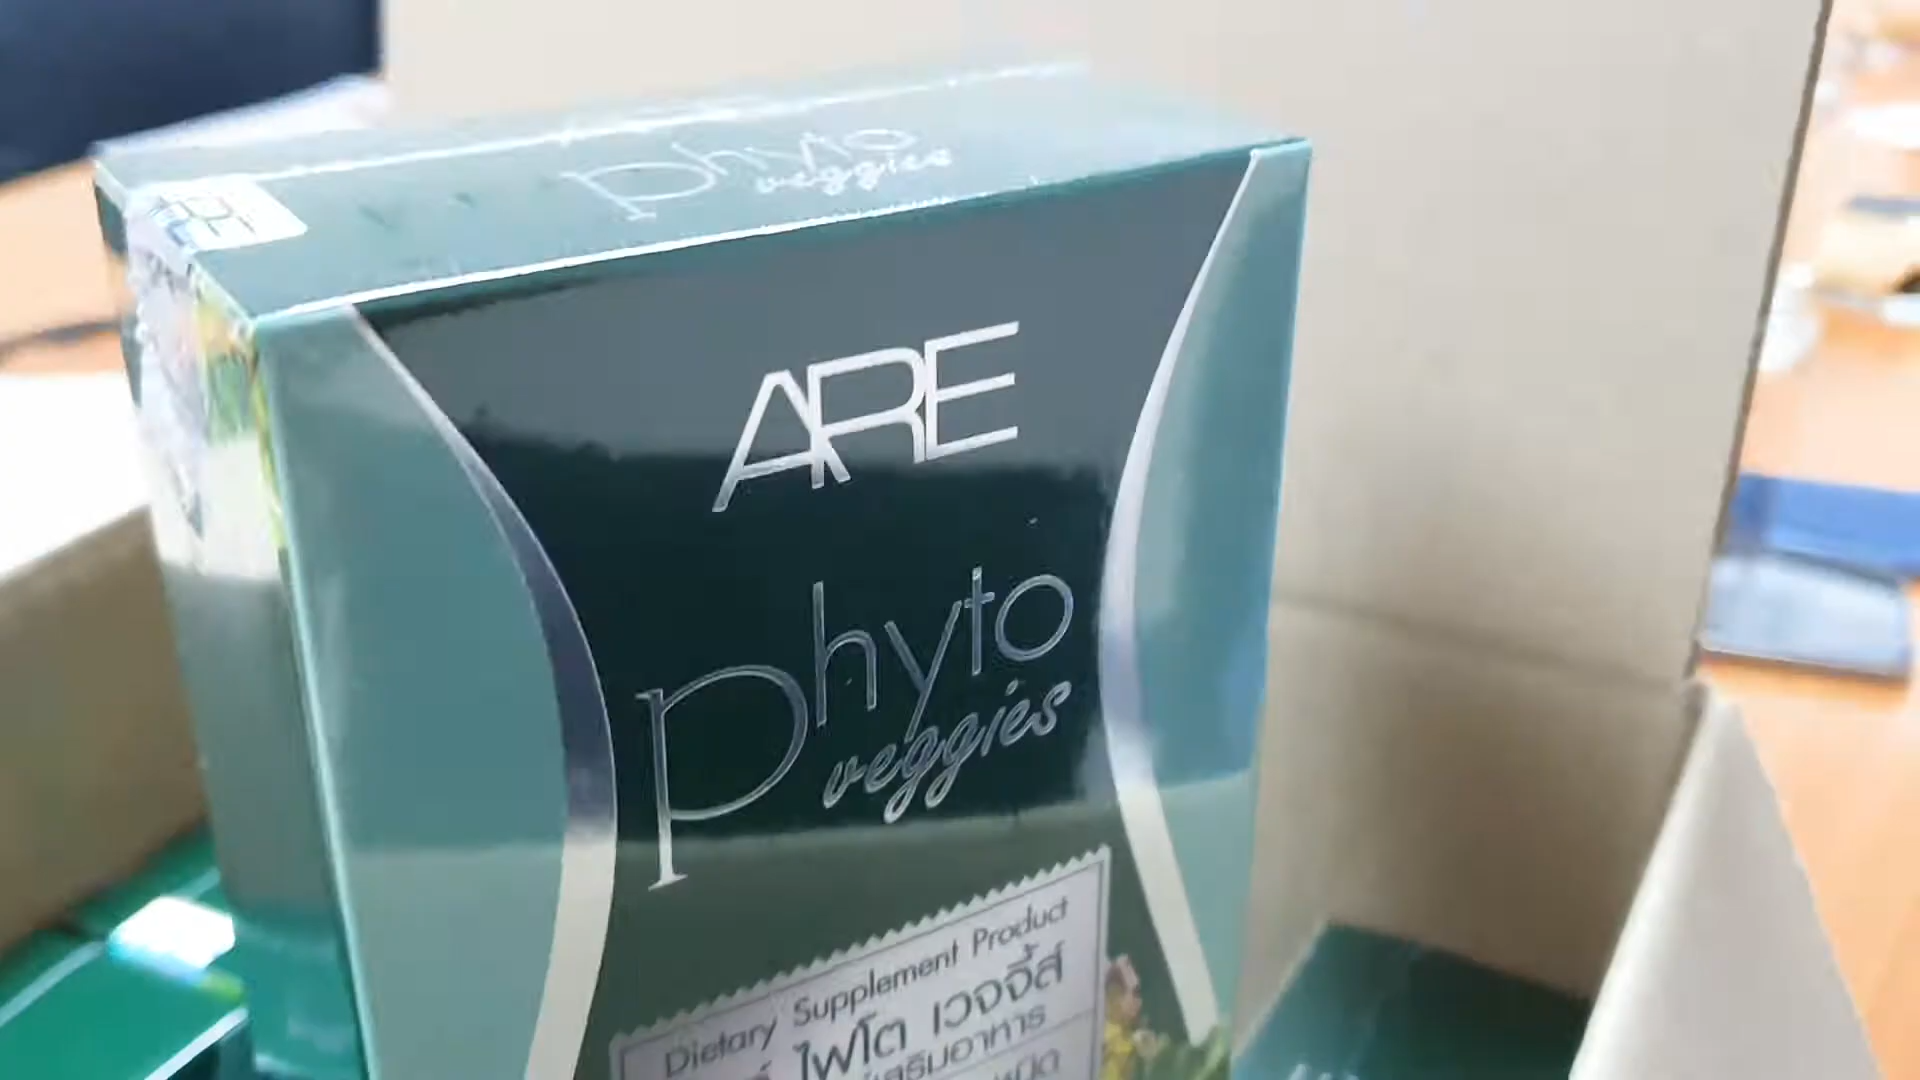 phyto
veggies
ARE
phyto
veggies
Dietary Supplement Product
ไฟโต เวจจี้ส์